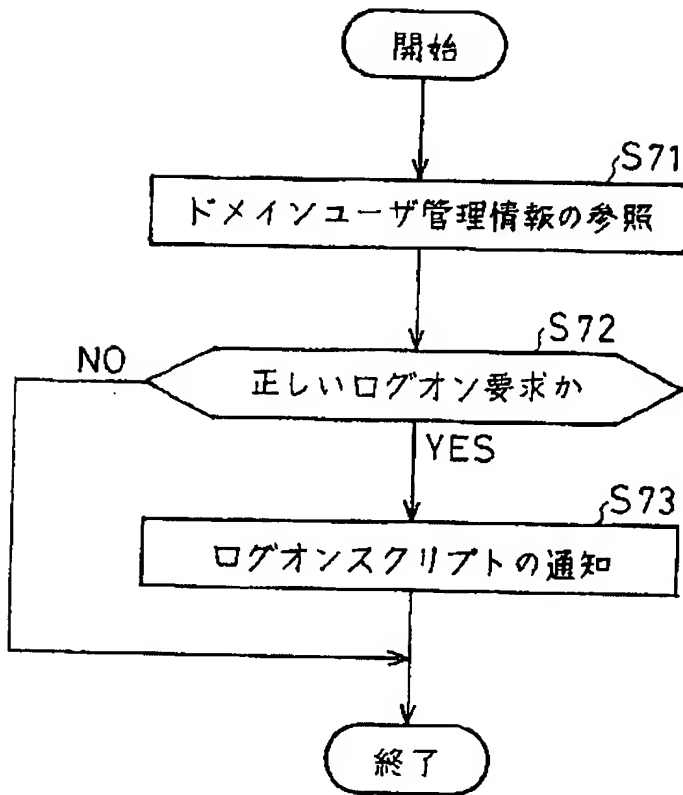 開始
S71
ドメインユーザ管理情報の参照
S72
NO
正しいログオン要求か
YES
S73
ログオンスクリプトの通知
終了